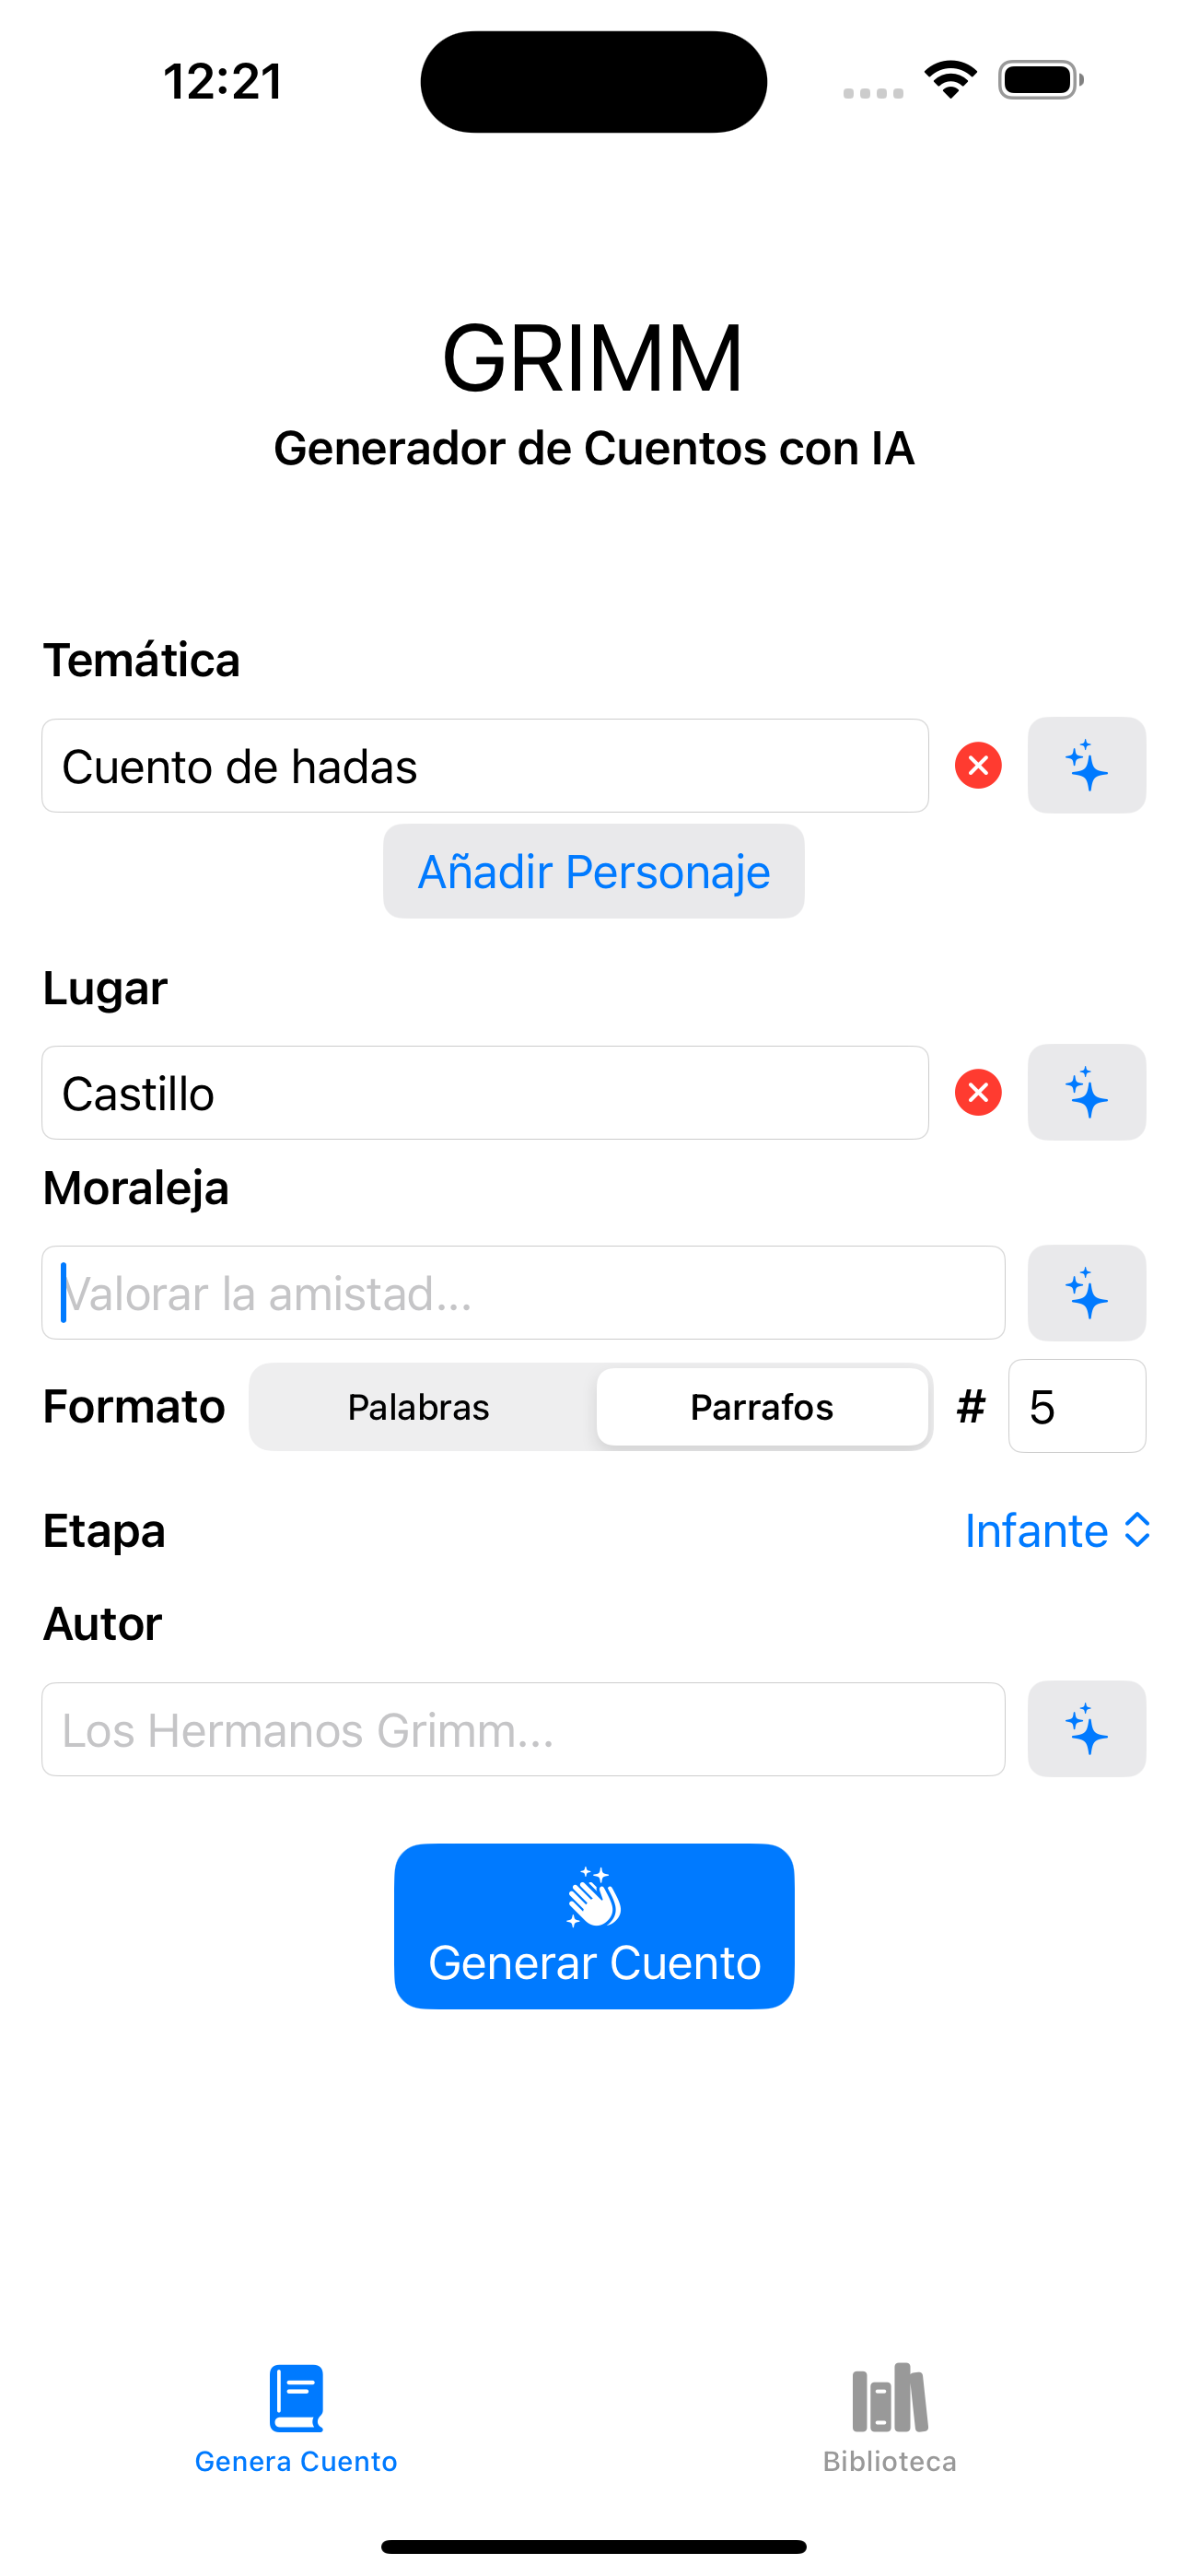 12:21
GRIMM
Generador de Cuentos con IA
Temática
Cuento de hadas
Añadir Personaje
Lugar
Castillo
Moraleja
Valorar la amistad...
Formato Palabras Parrafos # 5
Etapa Infante
Autor
Los Hermanos Grimm...
Generar Cuento
Genera Cuento Biblioteca